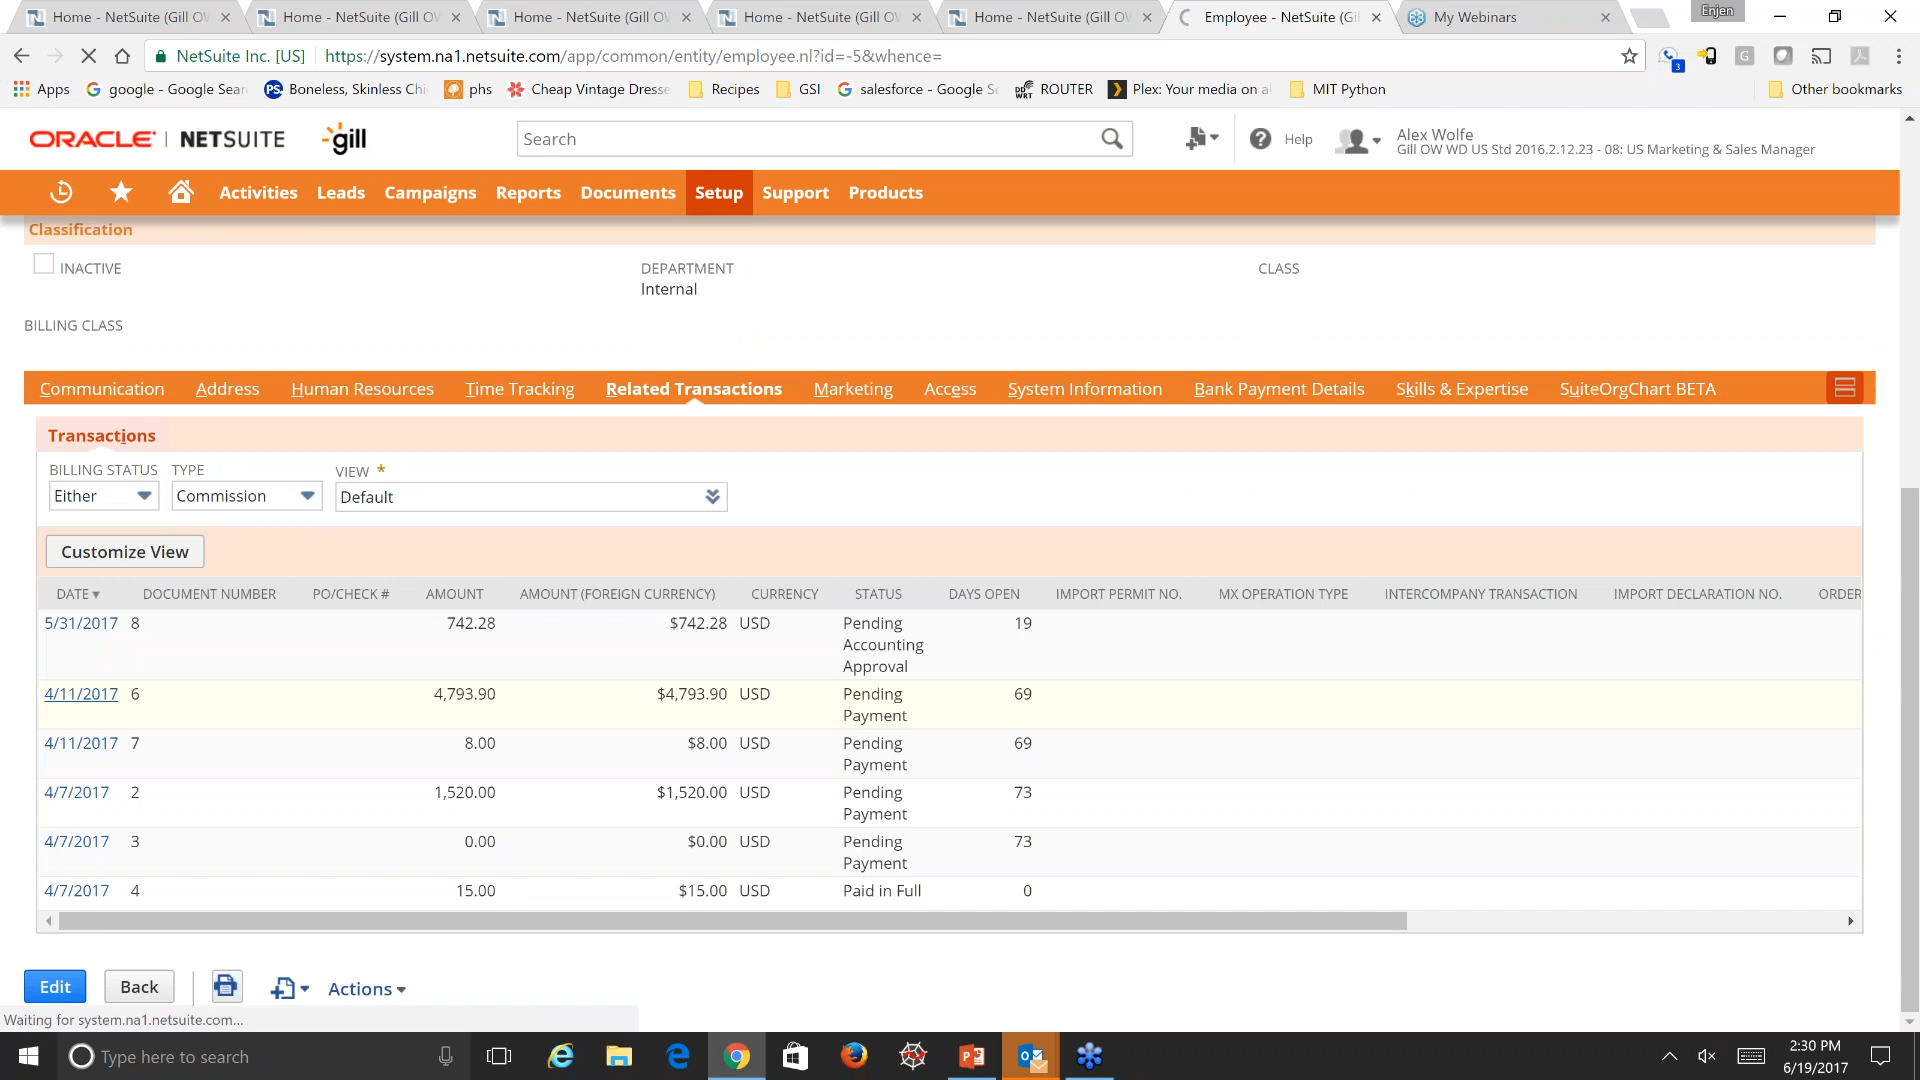 Home - NetSuite (Gill OV
Home - NetSuite (Gill OV
Home - NetSuite (Gill OV
Home - NetSuite (Gill OV
Home - NetSuite (Gill OV
Employee - NetSuite (Gil
My Webinars
Enjen
NetSuite Inc. [US]
https://system.na1.netsuite.com/app/common/entity/employee.nl?id=-5&whence=
3
Apps
google - Google Sear
Boneless, Skinless Chi
phs
Cheap Vintage Dresse
Recipes
GSI
salesforce - Google Se
ROUTER
Plex: Your media on a
MIT Python
Other bookmarks
ORACLE | NETSUITE
gill
Search
Help
Alex Wolfe
Gill OW WD US Std 2016.2.12.23 - 08: US Marketing & Sales Manager
Activities Leads Campaigns Reports Documents Setup Support Products
Classification
INACTIVE
DEPARTMENT
Internal
CLASS
BILLING CLASS
Communication Address Human Resources Time Tracking Related Transactions Marketing Access System Information Bank Payment Details Skills & Expertise SuiteOrgChart BETA
Transactions
BILLING STATUS TYPE VIEW *
Either Commission Default
Customize View
DATE DOCUMENT NUMBER PO/CHECK # AMOUNT AMOUNT (FOREIGN CURRENCY) CURRENCY STATUS DAYS OPEN IMPORT PERMIT NO. MX OPERATION TYPE INTERCOMPANY TRANSACTION IMPORT DECLARATION NO. ORDER
5/31/2017 8 742.28 $742.28 USD Pending Accounting Approval 19
4/11/2017 6 4,793.90 $4,793.90 USD Pending Payment 69
4/11/2017 7 8.00 $8.00 USD Pending Payment 69
4/7/2017 2 1,520.00 $1,520.00 USD Pending Payment 73
4/7/2017 3 0.00 $0.00 USD Pending Payment 73
4/7/2017 4 15.00 $15.00 USD Paid in Full 0
Edit
Back
Actions
Waiting for system.na1.netsuite.com...
Type here to search
2:30 PM
6/19/2017